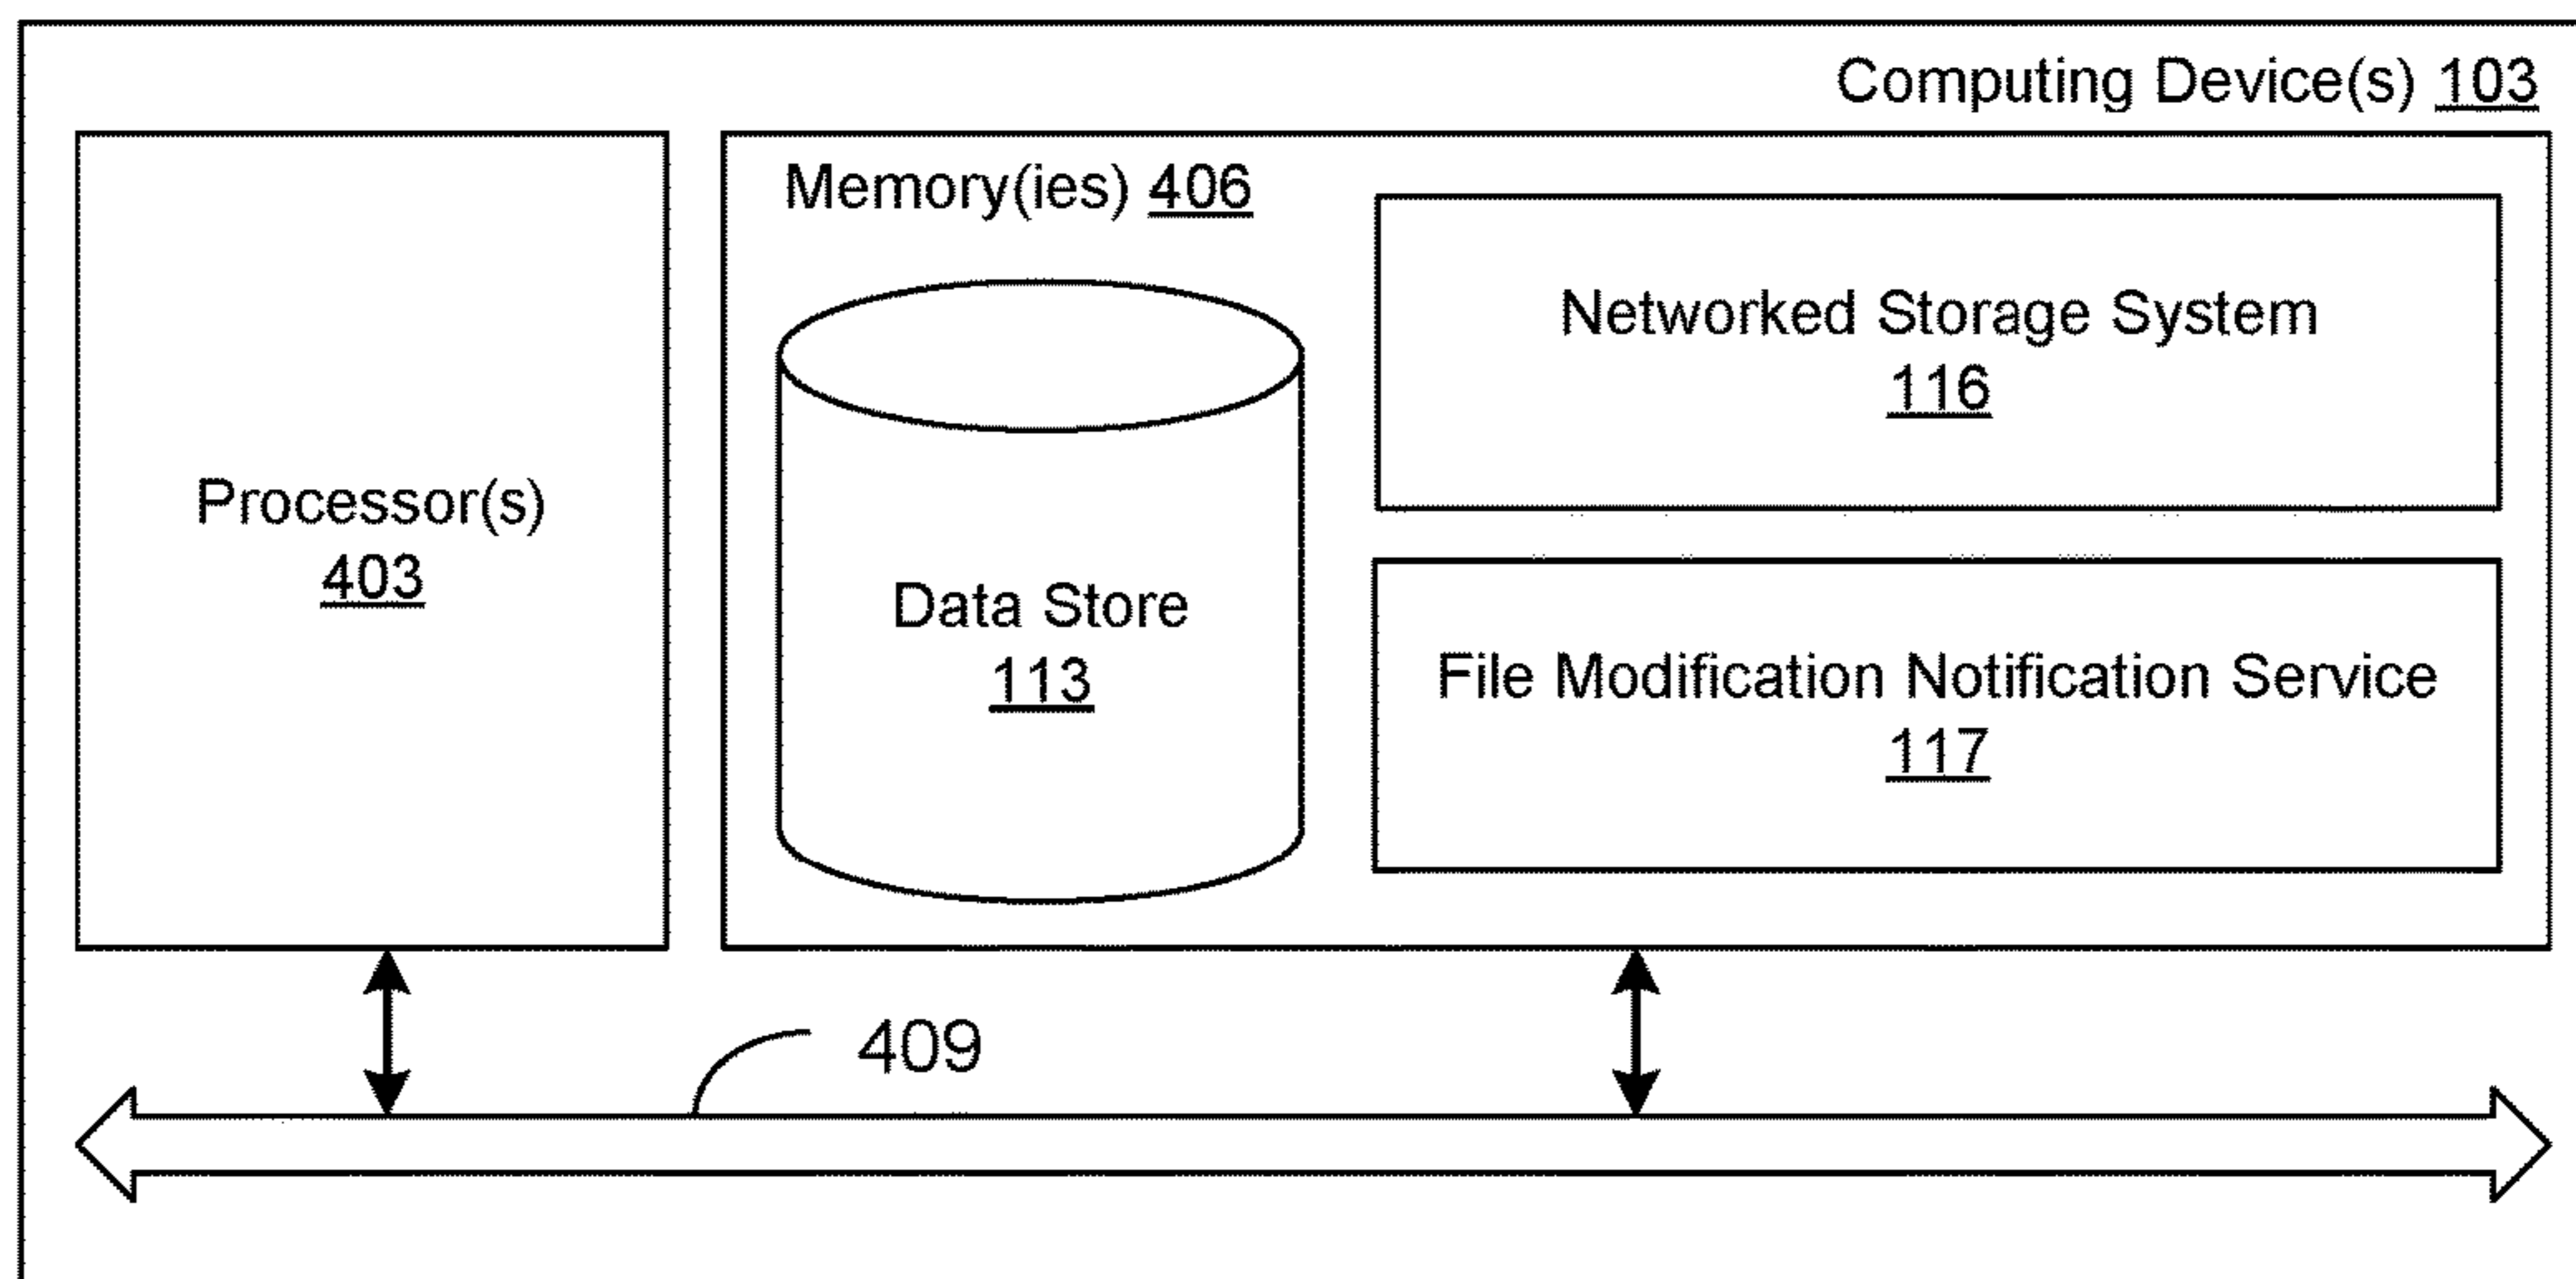 Computing Device(s) 103
Memory(ies) 406
Networked Storage System
116
Processor(s)
403
Data Store
113
File Modification Notification Service
117
409